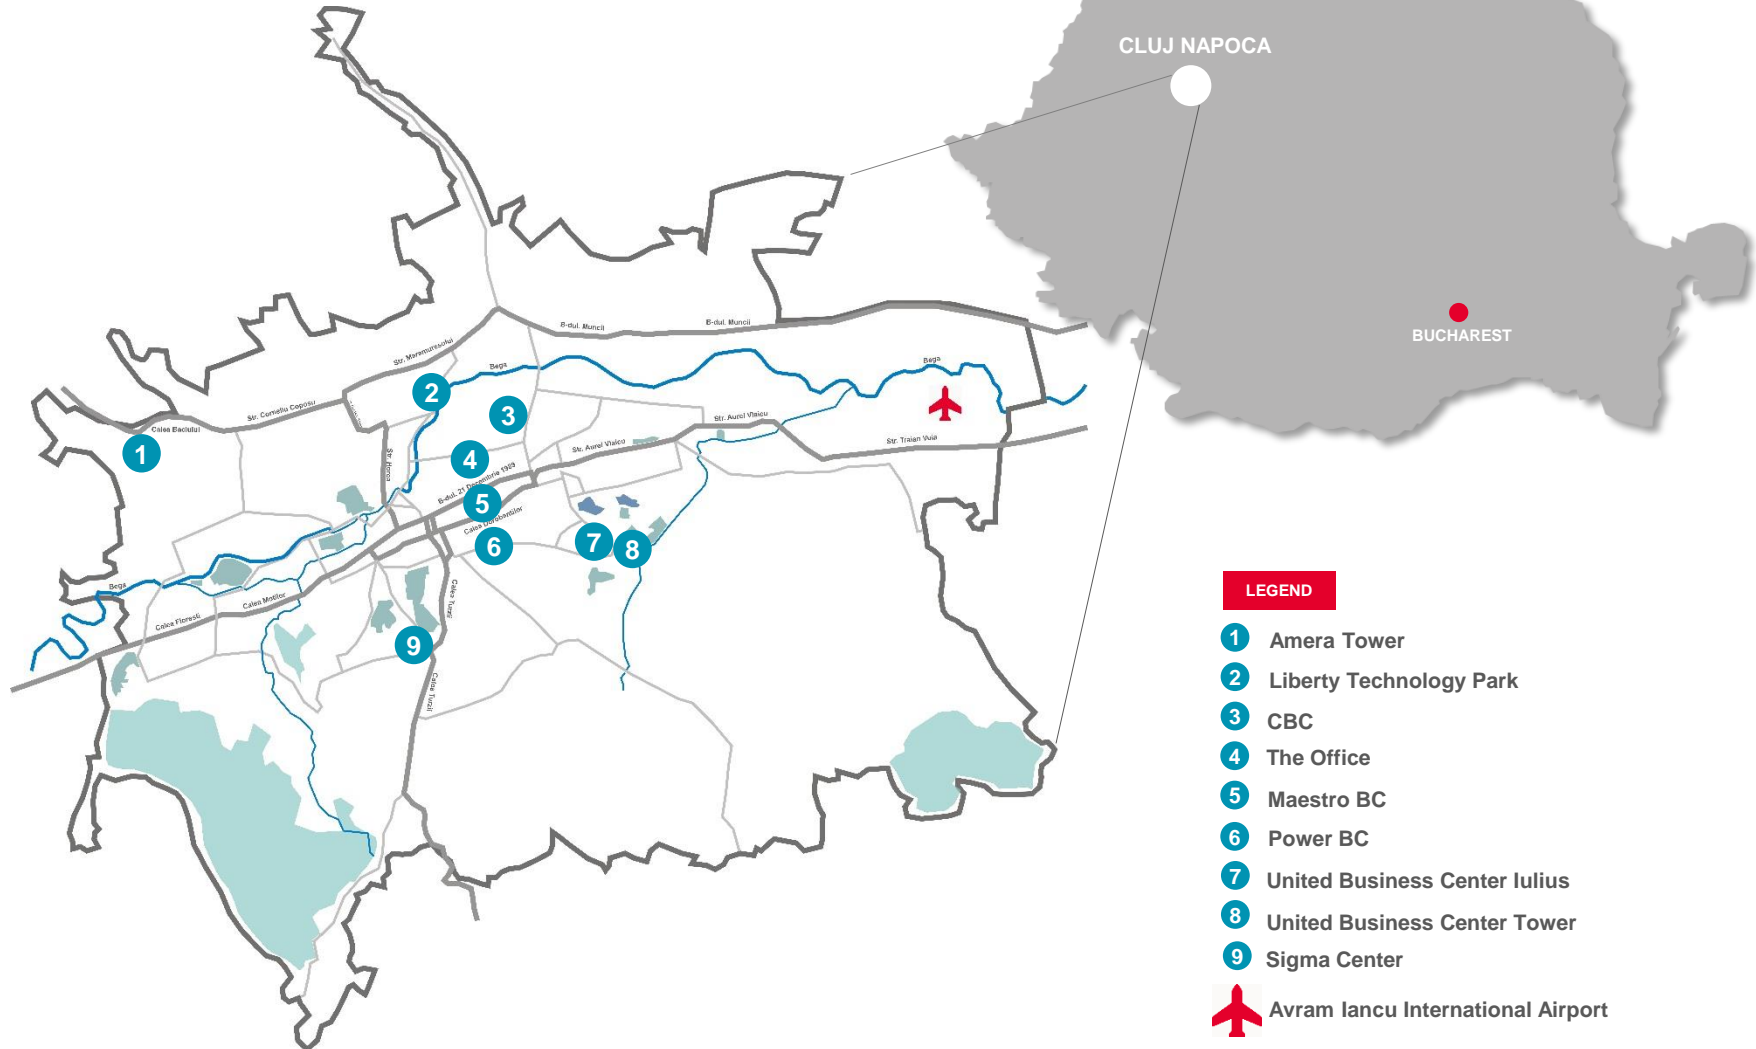 CLUJ NAPOCA
BUCHAREST
B-dul. Muncii
B-dul. Muncii
Str. Maramuresului
Bega
Bega
2
3
Str. Corneliu Coposu
Calea Baciului
1
Str. Horea
Str. Aurel Vlaicu
Str. Aurel Vlaicu
Str. Traian Vuia
4
B-dul. 21 Decembrie 1989
5
Calea Dorobantilor
6
7
8
Bega
Calea Motilor
Calea Floresti
Calea Turzii
9
Calea Turzii
LEGEND
1 Amera Tower
2 Liberty Technology Park
3 CBC
4 The Office
5 Maestro BC
6 Power BC
7 United Business Center Iulius
8 United Business Center Tower
9 Sigma Center
Avram Iancu International Airport